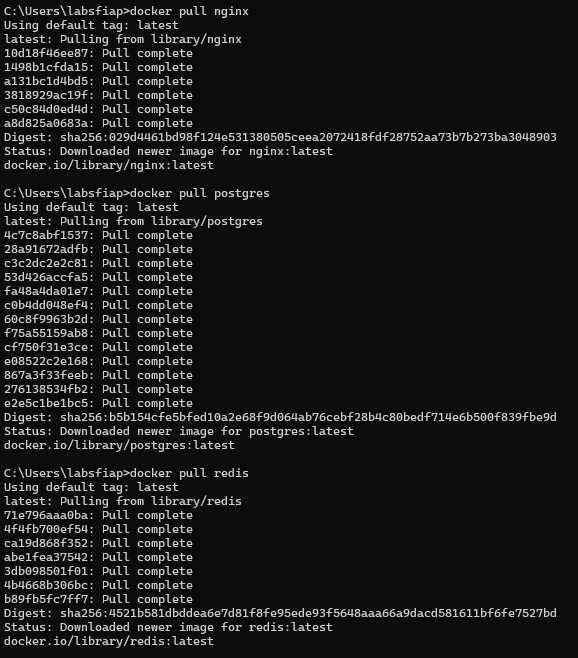 C:\Users\labsfiap>docker pull nginx
Using default tag: latest
latest: Pulling from library/nginx
10d18f46ee87: Pull complete
1498b1cfda15: Pull complete
a131bc1d4bd5: Pull complete
3818929ac19f: Pull complete
c50c84d0ed4d: Pull complete
a8d825a0683a: Pull complete
Digest: sha256:029d4461bd98f124e531380505ceea2072418fdf28752aa73b7b273ba3048903
Status: Downloaded newer image for nginx:latest
docker.io/library/nginx:latest
C:\Users\labsfiap>docker pull postgres
Using default tag: latest
latest: Pulling from library/postgres
4c7c8abf1537: Pull complete
28a91672adfb: Pull complete
c3c2dc2e2c81: Pull complete
53d426accfa5: Pull complete
fa48a4da01e7: Pull complete
c0b4dd048ef4: Pull complete
60c8f9963b2d: Pull complete
f75a55159ab8: Pull complete
cf750f31e3ce: Pull complete
e08522c2e168: Pull complete
867a3f33feeb: Pull complete
276138534fb2: Pull complete
e2e5c1be1bc5: Pull complete
Digest: sha256:b5b154cfe5bfed10a2e68f9d064ab76cebf28b4c80bedf714e6b500f839fbe9d
Status: Downloaded newer image for postgres:latest
docker.io/library/postgres:latest
C:\Users\labsfiap>docker pull redis
Using default tag: latest
latest: Pulling from library/redis
71e796aaa0ba: Pull complete
4f4fb700ef54: Pull complete
ca19d868f352: Pull complete
abe1fea37542: Pull complete
3db098501f01: Pull complete
4b4668b306bc: Pull complete
b89fb5fc7ff7: Pull complete
Digest: sha256:4521b581dbddea6e7d81f8fe95ede93f5648aaa66a9dacd581611bf6fe7527bd
Status: Downloaded newer image for redis:latest
docker.io/library/redis:latest